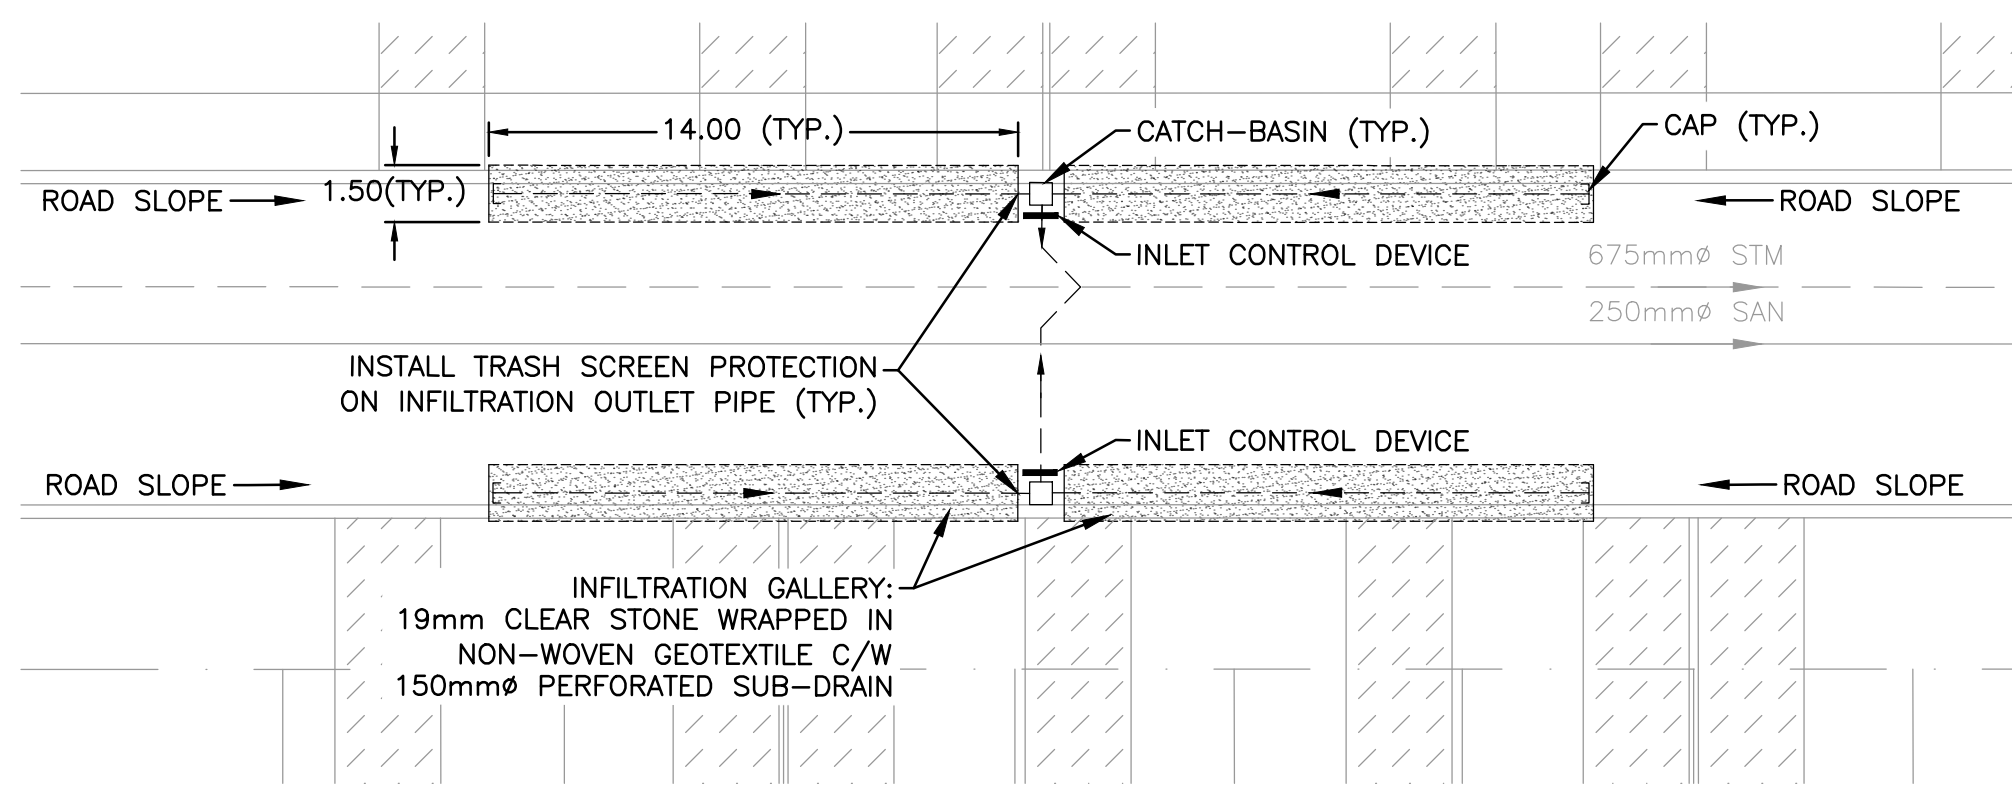 14.00 (TYP.)
CATCH-BASIN (TYP.)
CAP (TYP.)
1.50(TYP.)
ROAD SLOPE
ROAD SLOPE
INLET CONTROL DEVICE
675mmø STM
250mmø SAN
INSTALL TRASH SCREEN PROTECTION
ON INFILTRATION OUTLET PIPE (TYP.)
INLET CONTROL DEVICE
ROAD SLOPE
ROAD SLOPE
INFILTRATION GALLERY:
19mm CLEAR STONE WRAPPED IN
NON-WOVEN GEOTEXTILE C/W
150mmø PERFORATED SUB-DRAIN